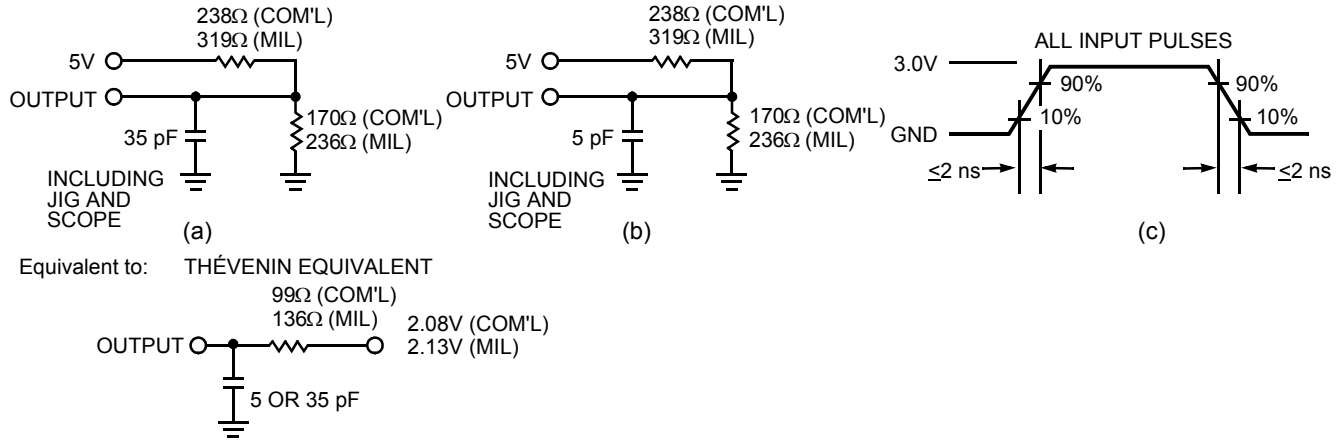 238Ω (COM'L)
319Ω (MIL)
5V
OUTPUT
35 pF
170Ω (COM'L)
236Ω (MIL)
INCLUDING
JIG AND
SCOPE
(a)
238Ω (COM'L)
319Ω (MIL)
5V
OUTPUT
5 pF
170Ω (COM'L)
236Ω (MIL)
INCLUDING
JIG AND
SCOPE
(b)
ALL INPUT PULSES
3.0V
90%
90%
10%
10%
GND
≤2 ns
≤2 ns
(c)
Equivalent to: THÉVENIN EQUIVALENT
99Ω (COM'L)
136Ω (MIL)
2.08V (COM'L)
2.13V (MIL)
OUTPUT
5 OR 35 pF